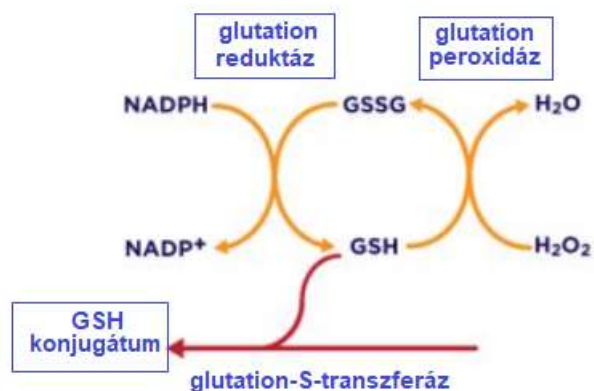 glutation
reduktáz
glutation
peroxidáz
NADPH
GSSG
H₂O
NADP⁺
GSH
H₂O₂
GSH
konjugátum
glutation-S-transzferáz